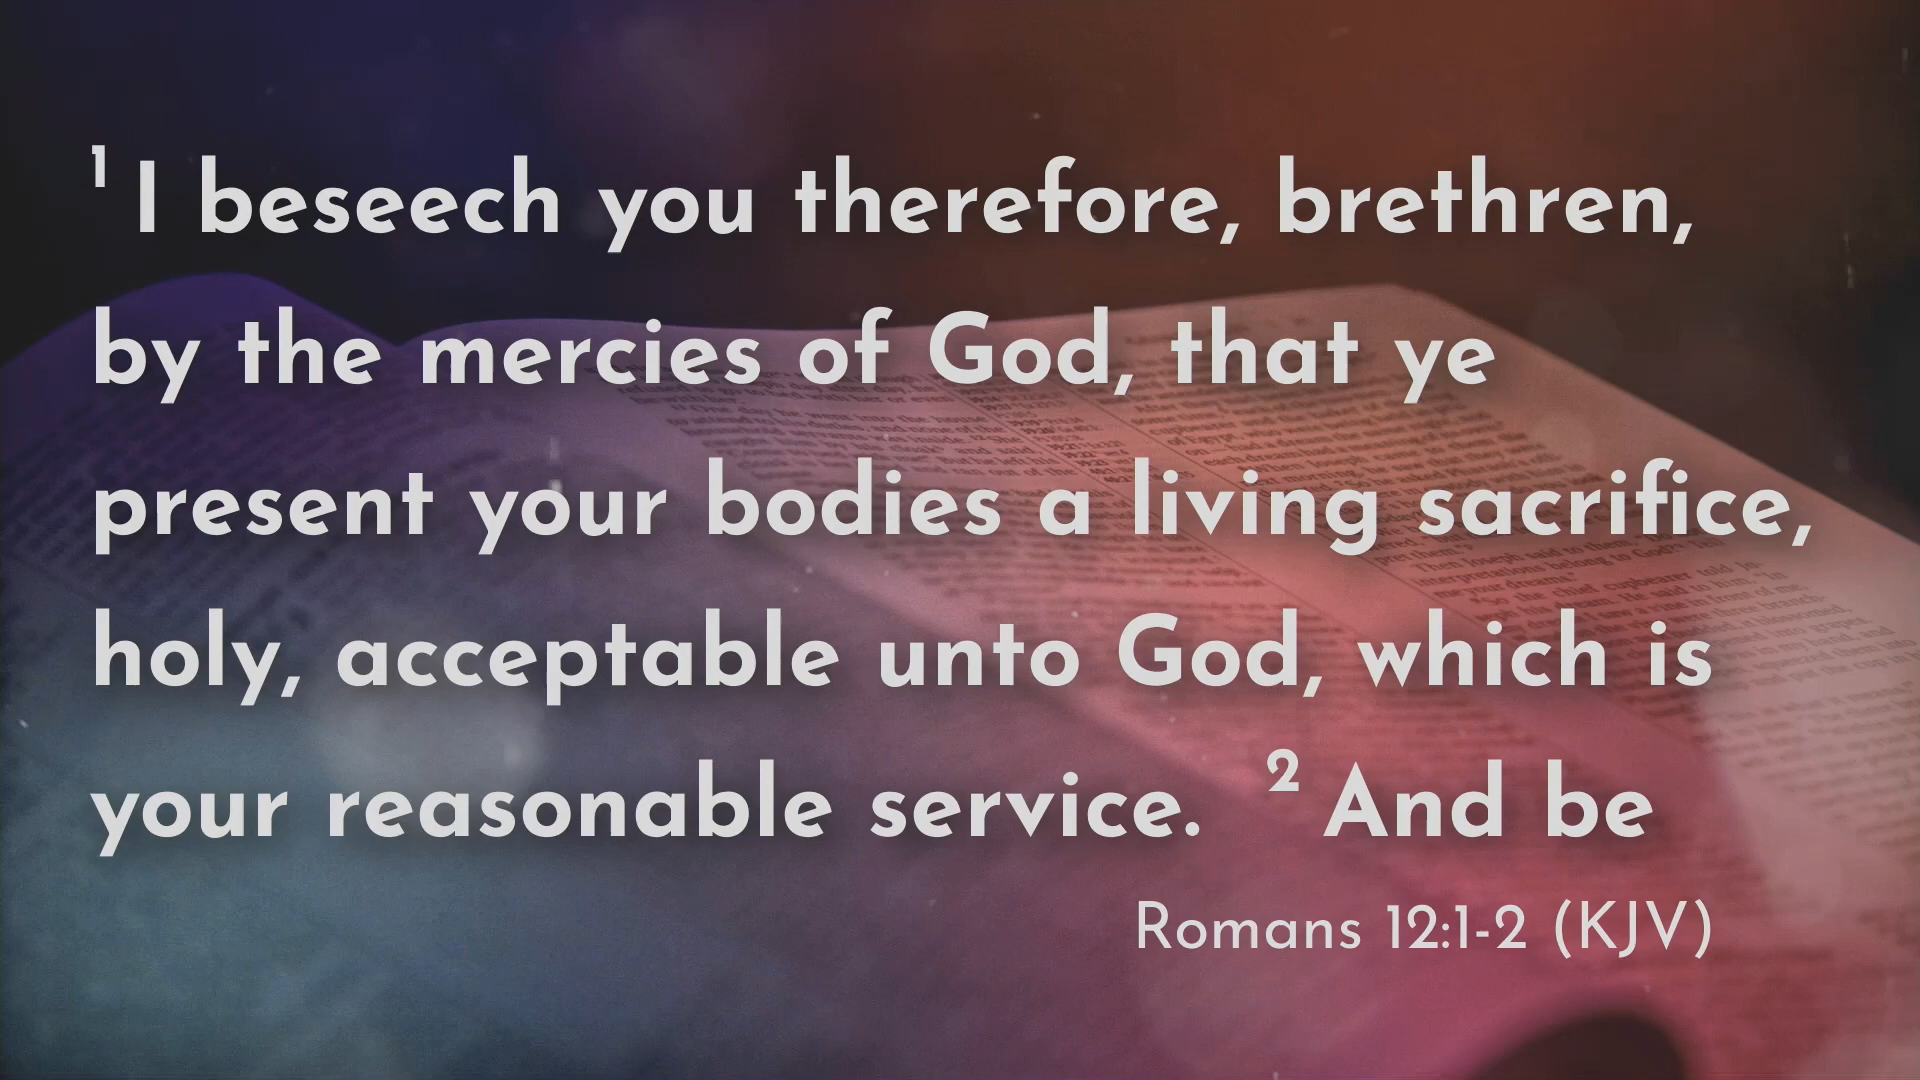 ¹ I beseech you therefore, brethren,
by the mercies of God, that ye
present your bodies a living sacrifice,
holy, acceptable unto God, which is
your reasonable service. ² And be
Romans 12:1-2 (KJV)